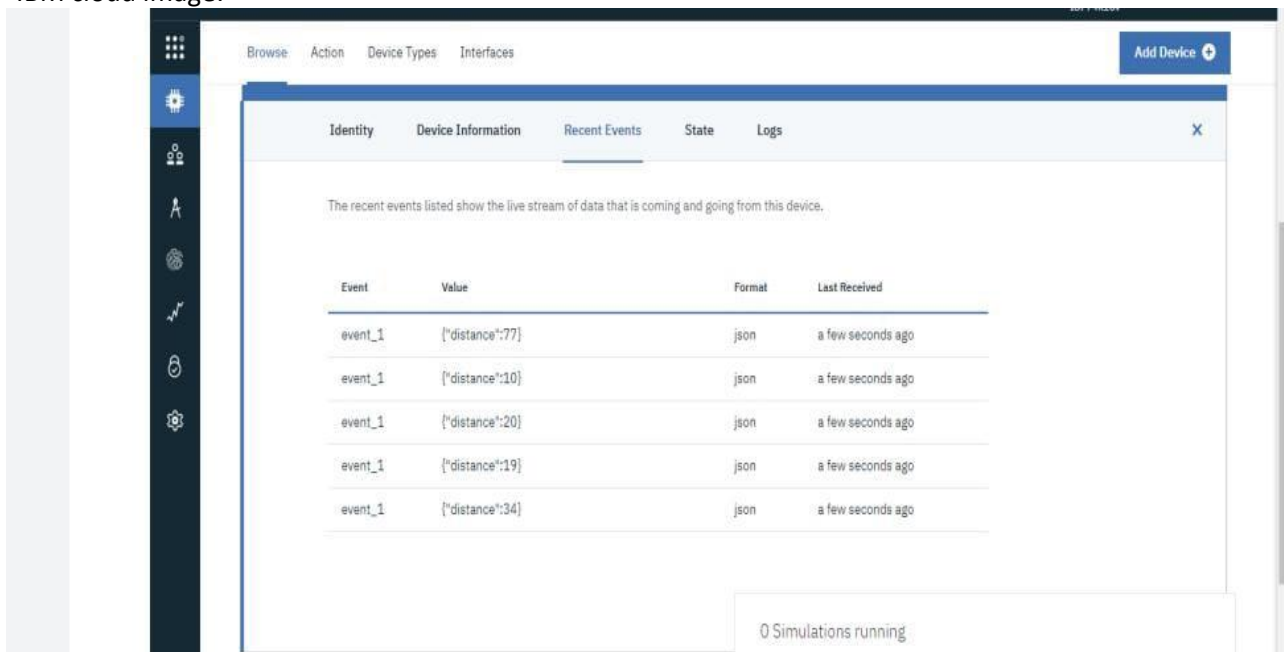 Browse Action Device Types Interfaces Add Device
Identity Device Information Recent Events State Logs X
The recent events listed show the live stream of data that is coming and going from this device.
Event Value Format Last Received
event_1 {"distance":77} json a few seconds ago
event_1 {"distance":10} json a few seconds ago
event_1 {"distance":20} json a few seconds ago
event_1 {"distance":19} json a few seconds ago
event_1 {"distance":34} json a few seconds ago
0 Simulations running